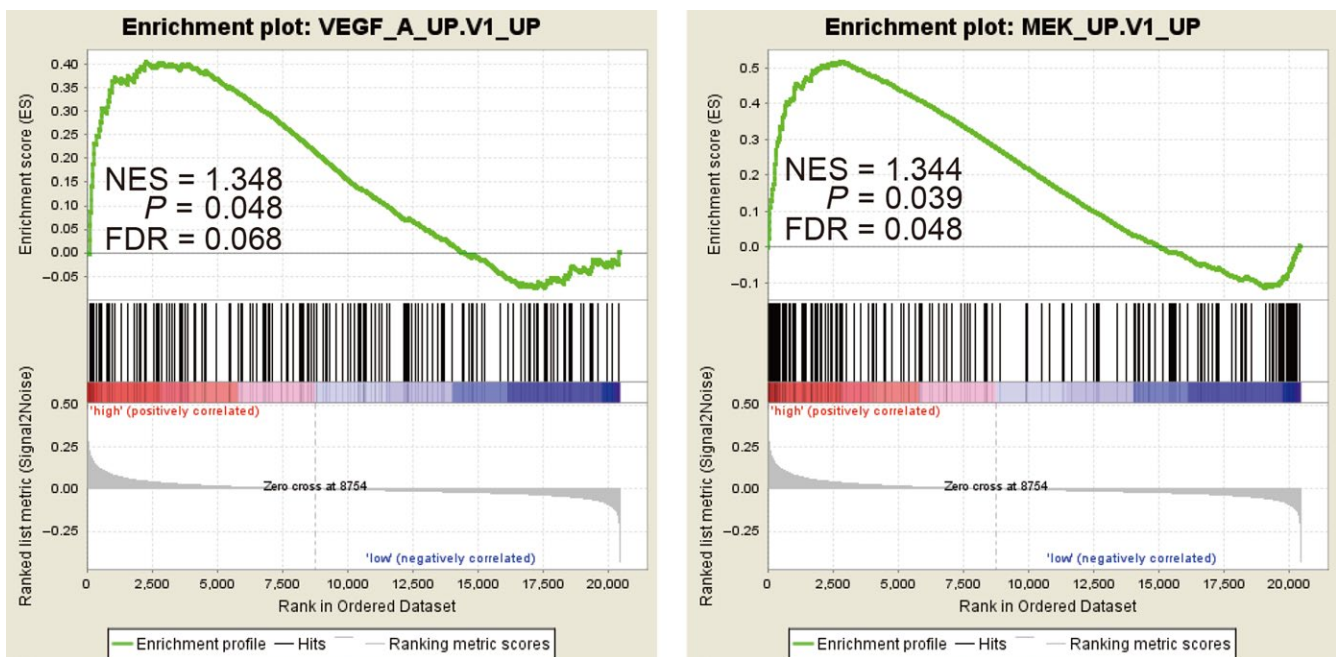 Enrichment plot: VEGF_A_UP.V1_UP
Enrichment score (ES)
0.40
0.35
0.30
0.25
0.20
0.15
0.10
0.05
0.00
–0.05
NES = 1.348
P = 0.048
FDR = 0.068
Ranked list metric (Signal2Noise)
0.50
0.25
0.00
–0.25
'high' (positively correlated)
Zero cross at 8754
'low' (negatively correlated)
0 2,500 5,000 7,500 10,000 12,500 15,000 17,500 20,000
Rank in Ordered Dataset
Enrichment profile Hits Ranking metric scores
Enrichment plot: MEK_UP.V1_UP
Enrichment score (ES)
0.5
0.4
0.3
0.2
0.1
0.0
–0.1
NES = 1.344
P = 0.039
FDR = 0.048
Ranked list metric (Signal2Noise)
0.50
0.25
0.00
–0.25
'high' (positively correlated)
Zero cross at 8754
'low' (negatively correlated)
0 2,500 5,000 7,500 10,000 12,500 15,000 17,500 20,000
Rank in Ordered Dataset
Enrichment profile Hits Ranking metric scores